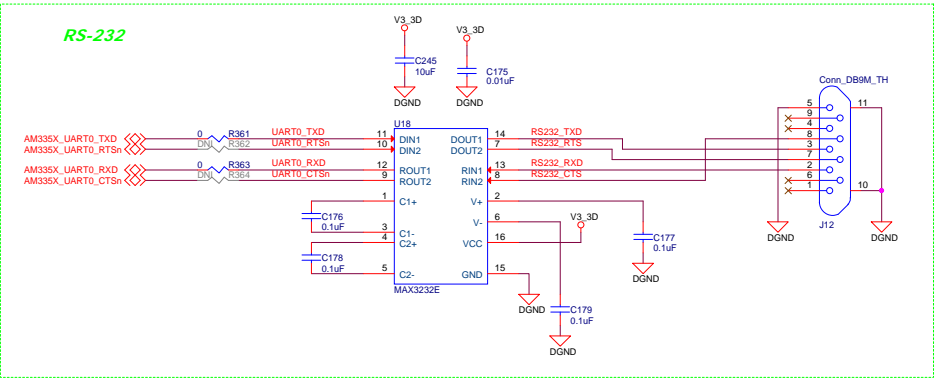 RS-232
V3_3D
V3_3D
C245
10uF
C175
0.01uF
DGND
DGND
Conn_DB9M_TH
5
9
4
8
3
7
2
6
1
11
10
J12
DGND
DGND
AM335X_UART0_TXD
AM335X_UART0_RTSn
AM335X_UART0_RXD
AM335X_UART0_CTSn
0
R361
DNI
R362
0
R363
DNI
R364
UART0_TXD
UART0_RTSn
UART0_RXD
UART0_CTSn
U18
11
DIN1
10
DIN2
12
ROUT1
9
ROUT2
1
C1+
3
C1-
4
C2+
5
C2-
DOUT1
14
DOUT2
7
RIN1
13
RIN2
8
V+
2
V-
6
VCC
16
GND
15
MAX3232E
RS232_TXD
RS232_RTS
RS232_RXD
RS232_CTS
C176
0.1uF
C178
0.1uF
V3_3D
C177
0.1uF
DGND
DGND
C179
0.1uF
DGND